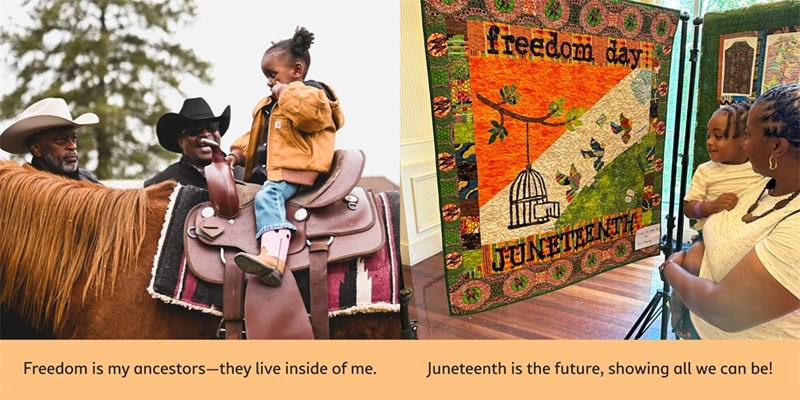 freedom day
JUNETEENTH
Freedom is my ancestors—they live inside of me.
Juneteenth is the future, showing all we can be!